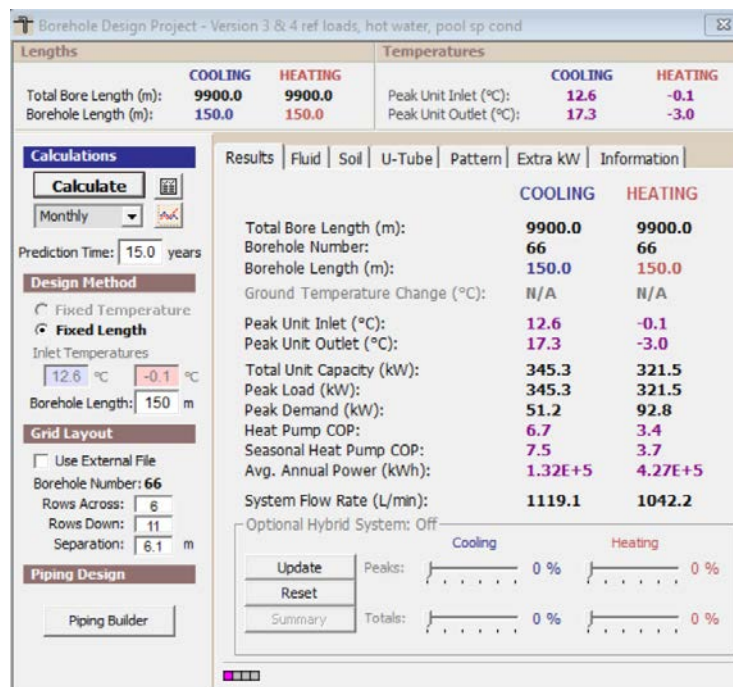 Borehole Design Project - Version 3 & 4 ref loads, hot water, pool sp cond
Lengths
COOLING HEATING
Total Bore Length (m): 9900.0 9900.0
Borehole Length (m): 150.0 150.0
Temperatures
COOLING HEATING
Peak Unit Inlet (°C): 12.6 -0.1
Peak Unit Outlet (°C): 17.3 -3.0
Calculations
Calculate
Monthly
Prediction Time: 15.0 years
Design Method
Fixed Temperature
Fixed Length
Inlet Temperatures
12.6 °C -0.1 °C
Borehole Length: 150 m
Grid Layout
Use External File
Borehole Number: 66
Rows Across: 6
Rows Down: 11
Separation: 6.1 m
Piping Design
Piping Builder
Results Fluid Soil U-Tube Pattern Extra kW Information
COOLING HEATING
Total Bore Length (m): 9900.0 9900.0
Borehole Number: 66 66
Borehole Length (m): 150.0 150.0
Ground Temperature Change (°C): N/A N/A
Peak Unit Inlet (°C): 12.6 -0.1
Peak Unit Outlet (°C): 17.3 -3.0
Total Unit Capacity (kW): 345.3 321.5
Peak Load (kW): 345.3 321.5
Peak Demand (kW): 51.2 92.8
Heat Pump COP: 6.7 3.4
Seasonal Heat Pump COP: 7.5 3.7
Avg. Annual Power (kWh): 1.32E+5 4.27E+5
System Flow Rate (L/min): 1119.1 1042.2
Optional Hybrid System: Off
Cooling Heating
Update Peaks: 0 % 0 %
Reset
Summary Totals: 0 % 0 %